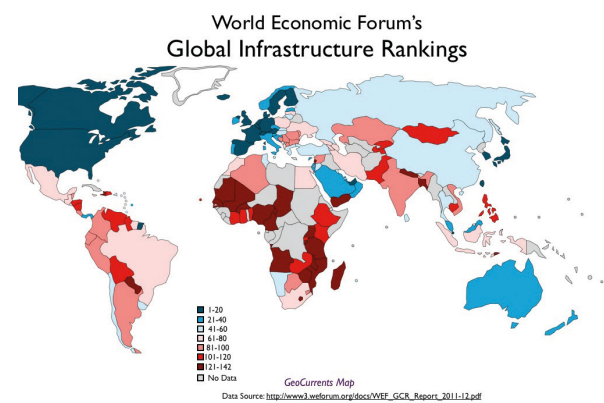 World Economic Forum's
Global Infrastructure Rankings
1-20
21-40
41-60
61-80
81-100
101-120
121-142
No Data
GeoCurrents Map
Data Source: http://www3.weforum.org/docs/WEF_GCR_Report_2011-12.pdf